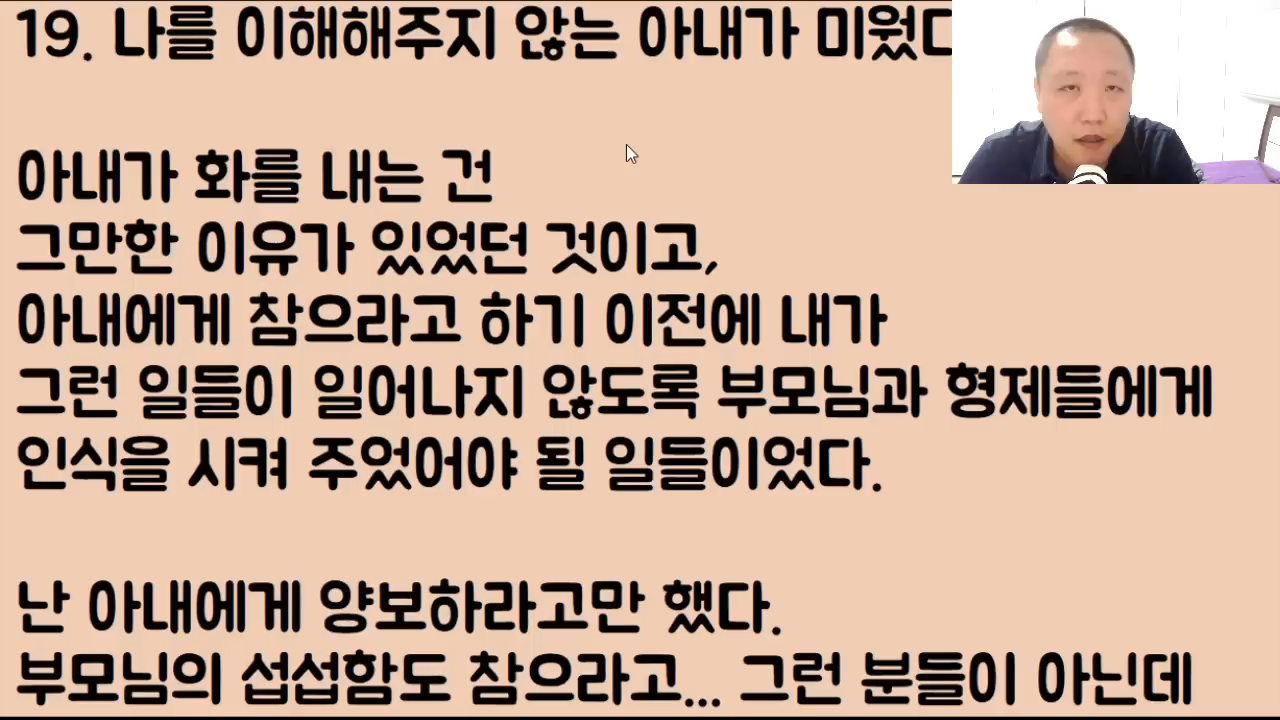 19. 나를 이해해주지 않는 아내가 미웠다
아내가 화를 내는 건
그만한 이유가 있었던 것이고,
아내에게 참으라고 하기 이전에 내가
그런 일들이 일어나지 않도록 부모님과 형제들에게
인식을 시켜 주었어야 될 일들이었다.
난 아내에게 양보하라고만 했다.
부모님의 섭섭함도 참으라고... 그런 분들이 아닌데